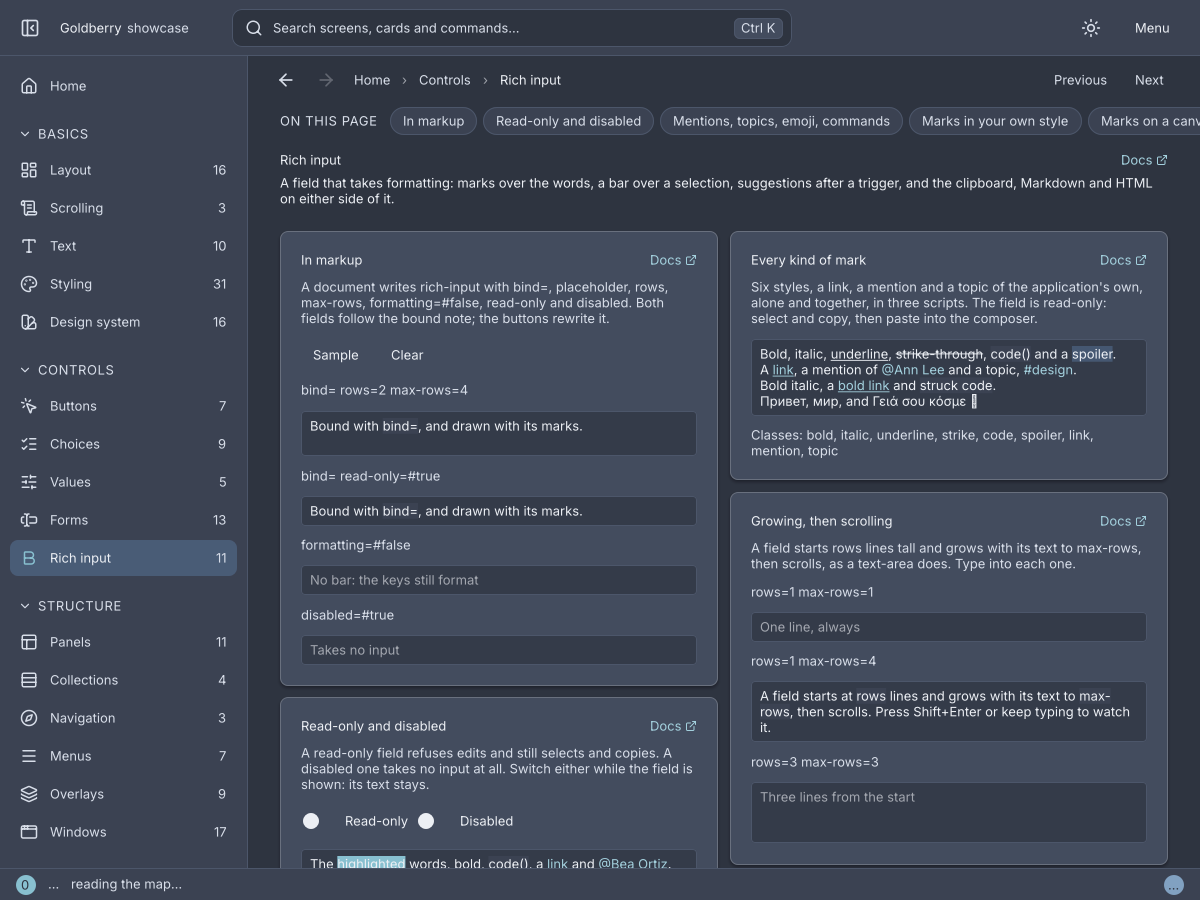 Goldberry showcase
Search screens, cards and commands...
Ctrl K
Menu
Home
BASICS
Layout 16
Scrolling 3
Text 10
Styling 31
Design system 16
CONTROLS
Buttons 7
Choices 9
Values 5
Forms 13
Rich input 11
STRUCTURE
Panels 11
Collections 4
Navigation 3
Menus 7
Overlays 9
Windows 17
Home › Controls › Rich input
Previous Next
ON THIS PAGE
In markup
Read-only and disabled
Mentions, topics, emoji, commands
Marks in your own style
Marks on a canv
Rich input
Docs
A field that takes formatting: marks over the words, a bar over a selection, suggestions after a trigger, and the clipboard, Markdown and HTML
on either side of it.
In markup
Docs
A document writes rich-input with bind=, placeholder, rows,
max-rows, formatting=#false, read-only and disabled. Both
fields follow the bound note; the buttons rewrite it.
Sample Clear
bind= rows=2 max-rows=4
Bound with bind=, and drawn with its marks.
bind= read-only=#true
Bound with bind=, and drawn with its marks.
formatting=#false
No bar: the keys still format
disabled=#true
Takes no input
Read-only and disabled
Docs
A read-only field refuses edits and still selects and copies. A
disabled one takes no input at all. Switch either while the field is
shown: its text stays.
Read-only Disabled
The highlighted words, bold, code(), a link and @Bea Ortiz.
Every kind of mark
Docs
Six styles, a link, a mention and a topic of the application's own,
alone and together, in three scripts. The field is read-only:
select and copy, then paste into the composer.
Bold, italic, underline, strike-through, code() and a spoiler.
A link, a mention of @Ann Lee and a topic, #design.
Bold italic, a bold link and struck code.
Привет, мир, and Γειά σου κόσμε
Classes: bold, italic, underline, strike, code, spoiler, link,
mention, topic
Growing, then scrolling
Docs
A field starts rows lines tall and grows with its text to max-rows,
then scrolls, as a text-area does. Type into each one.
rows=1 max-rows=1
One line, always
rows=1 max-rows=4
A field starts at rows lines and grows with its text to max-
rows, then scrolls. Press Shift+Enter or keep typing to watch
it.
rows=3 max-rows=3
Three lines from the start
0 ... reading the map...
...